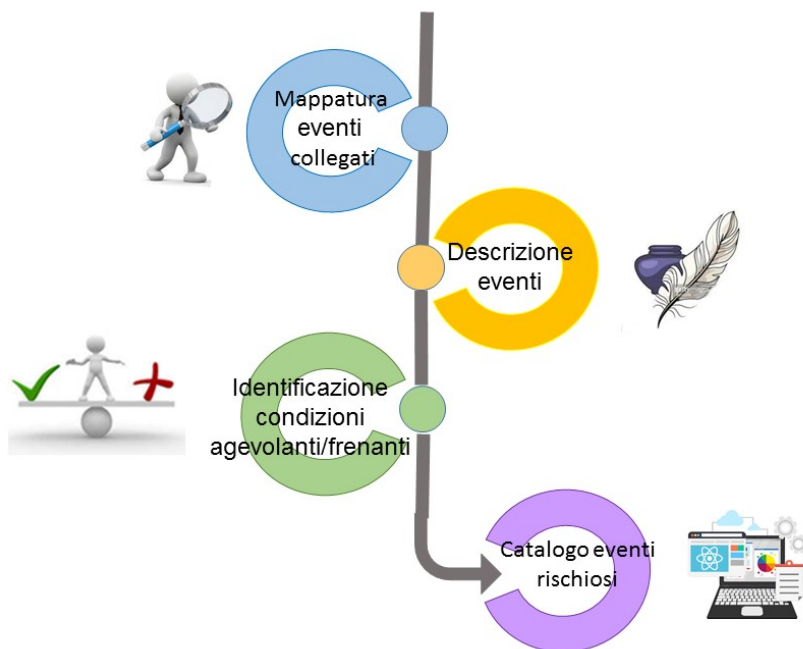 Mappatura
eventi
collegati
Descrizione
eventi
Identificazione
condizioni
agevolanti/frenanti
Catalogo eventi
rischiosi